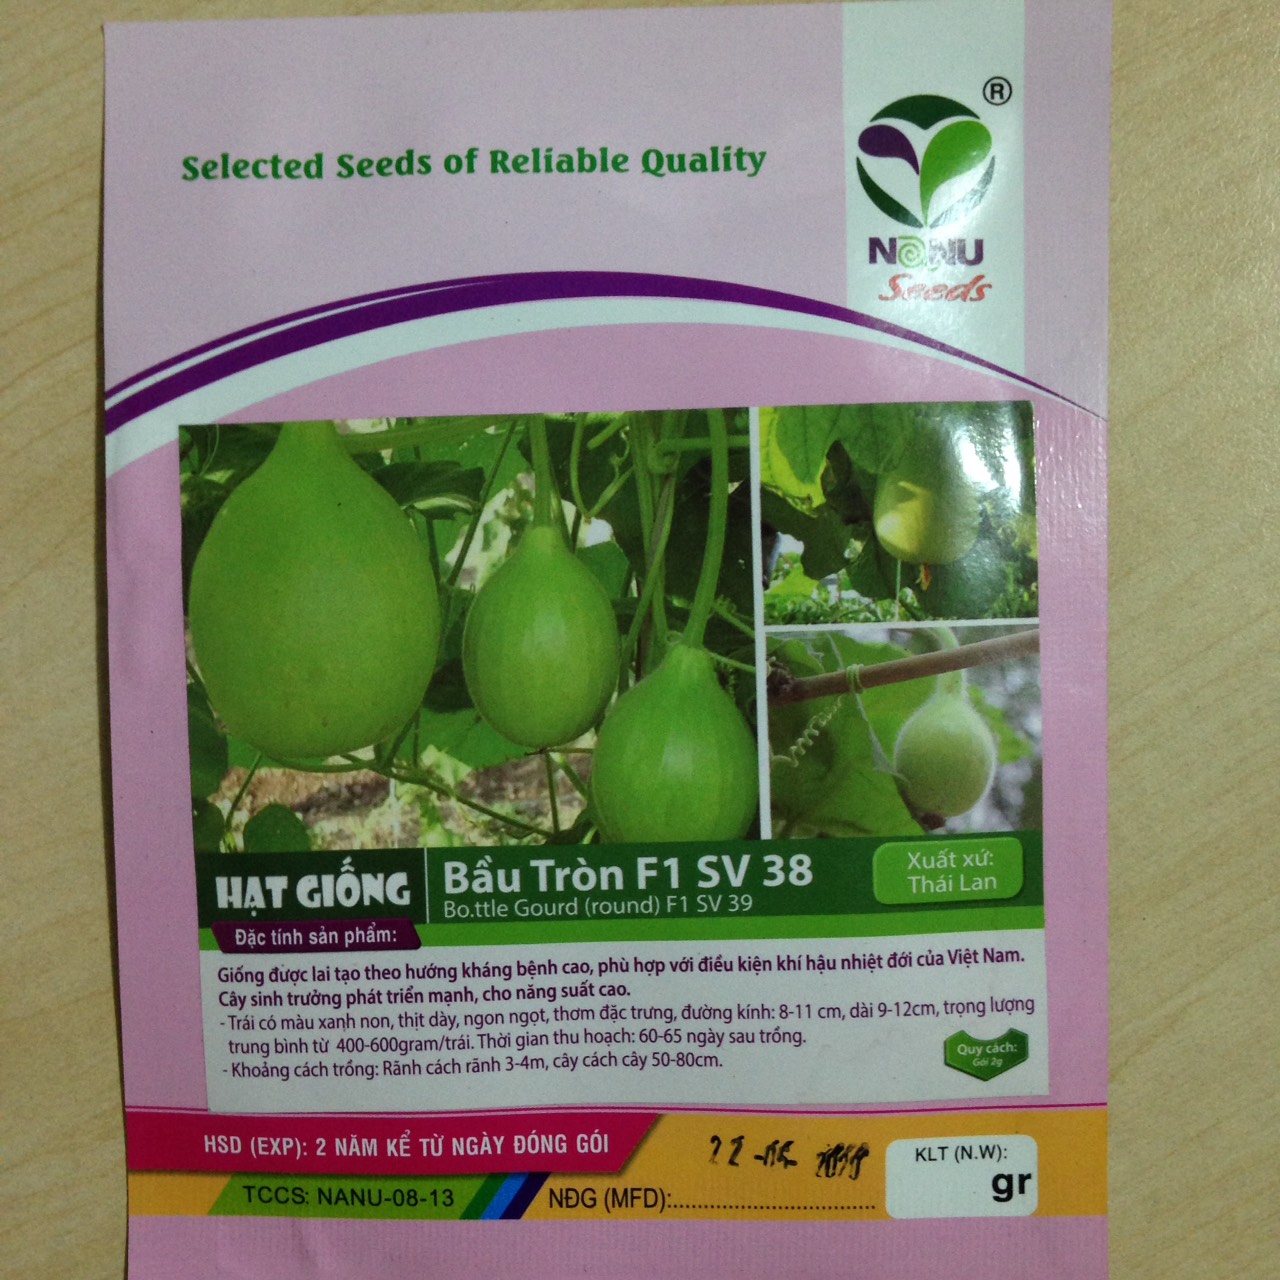 Selected Seeds of Reliable Quality
®
NANU
Seeds
HẠT GIỐNG
Bầu Tròn F1 SV 38
Bo.ttle Gourd (round) F1 SV 39
Xuất xứ:
Thái Lan
Đặc tính sản phẩm:
Giống được lai tạo theo hướng kháng bệnh cao, phù hợp với điều kiện khí hậu nhiệt đới của Việt Nam.
Cây sinh trưởng phát triển mạnh, cho năng suất cao.
- Trái có màu xanh non, thịt dày, ngon ngọt, thơm đặc trưng, đường kính: 8-11 cm, dài 9-12cm, trọng lượng
trung bình từ 400-600gram/trái. Thời gian thu hoạch: 60-65 ngày sau trồng.
- Khoảng cách trồng: Rãnh cách rãnh 3-4m, cây cách cây 50-80cm.
Quy cách:
Gói 2g
HSD (EXP): 2 NĂM KỂ TỪ NGÀY ĐÓNG GÓI
TCCS: NANU-08-13
NĐG (MFD):....................................
KLT (N.W):
gr